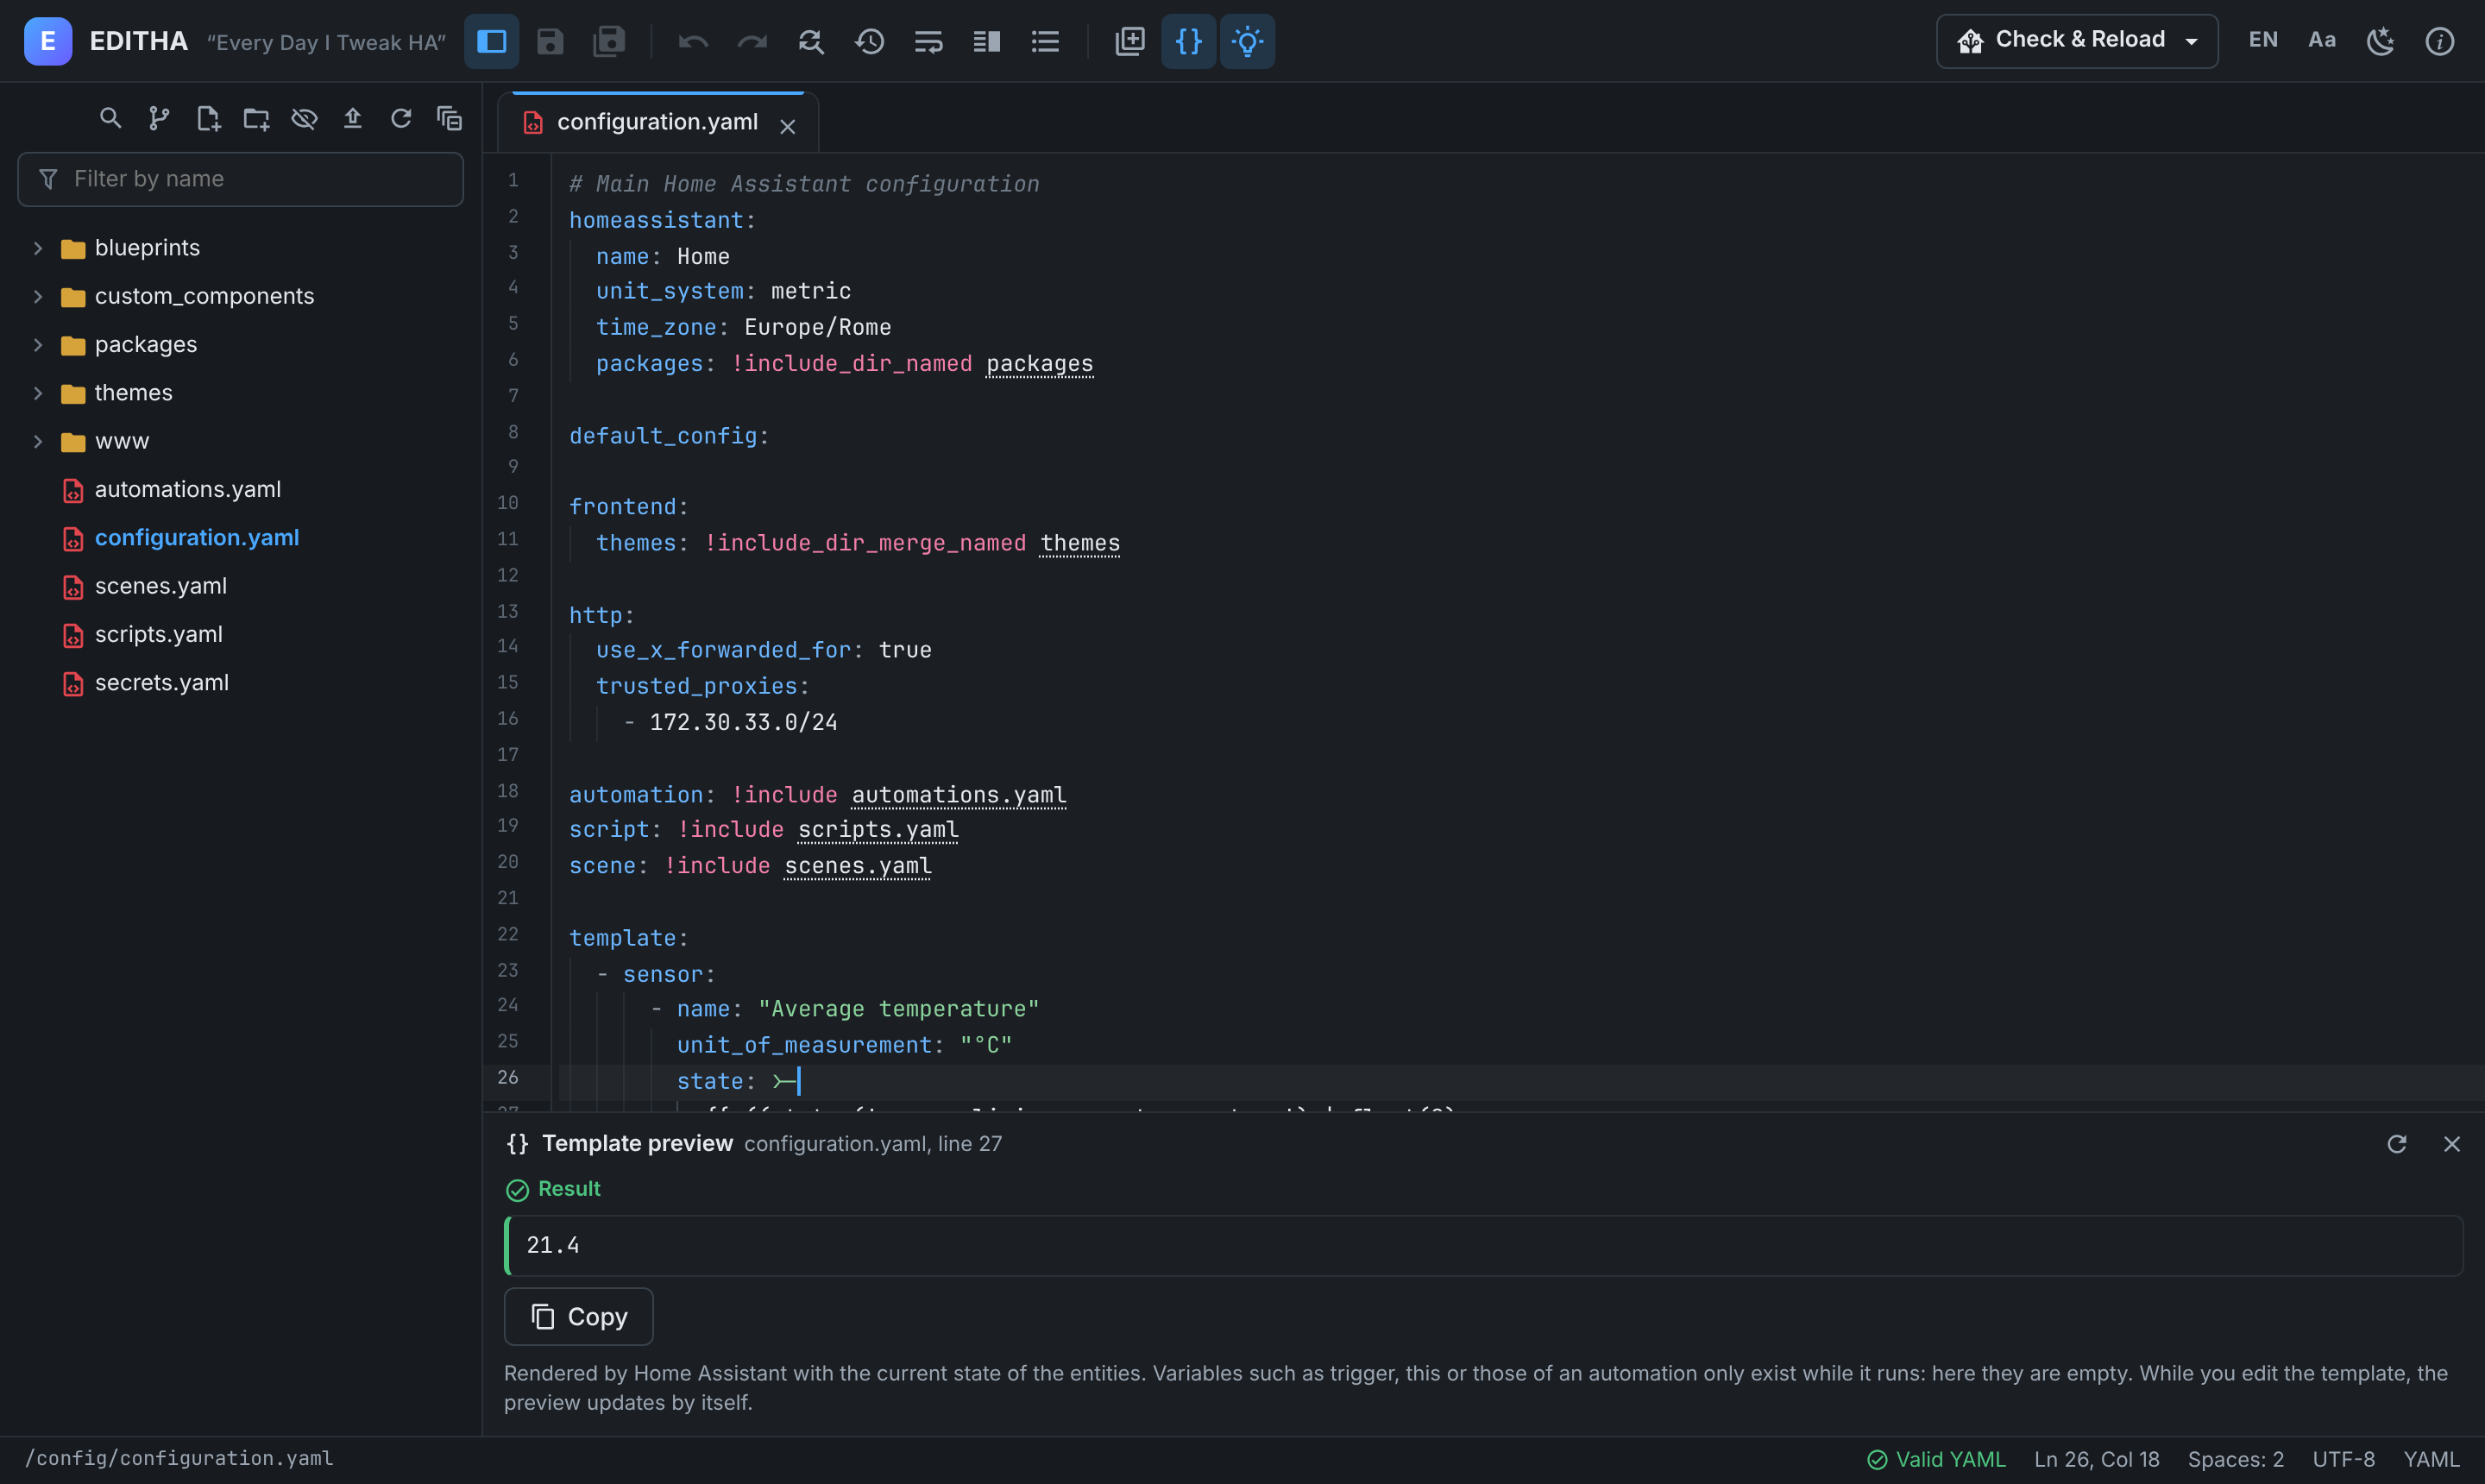 E EDITHA “Every Day I Tweak HA” Check & Reload EN Aa
Filter by name
blueprints
custom_components
packages
themes
www
automations.yaml
configuration.yaml
scenes.yaml
scripts.yaml
secrets.yaml
configuration.yaml
1 # Main Home Assistant configuration
2 homeassistant:
3 name: Home
4 unit_system: metric
5 time_zone: Europe/Rome
6 packages: !include_dir_named packages
7
8 default_config:
9
10 frontend:
11 themes: !include_dir_merge_named themes
12
13 http:
14 use_x_forwarded_for: true
15 trusted_proxies:
16 - 172.30.33.0/24
17
18 automation: !include automations.yaml
19 script: !include scripts.yaml
20 scene: !include scenes.yaml
21
22 template:
23 - sensor:
24 - name: "Average temperature"
25 unit_of_measurement: "°C"
26 state: >-
27
{} Template preview configuration.yaml, line 27
Result
21.4
Copy
Rendered by Home Assistant with the current state of the entities. Variables such as trigger, this or those of an automation only exist while it runs: here they are empty. While you edit the template, the
preview updates by itself.
/config/configuration.yaml Valid YAML Ln 26, Col 18 Spaces: 2 UTF-8 YAML